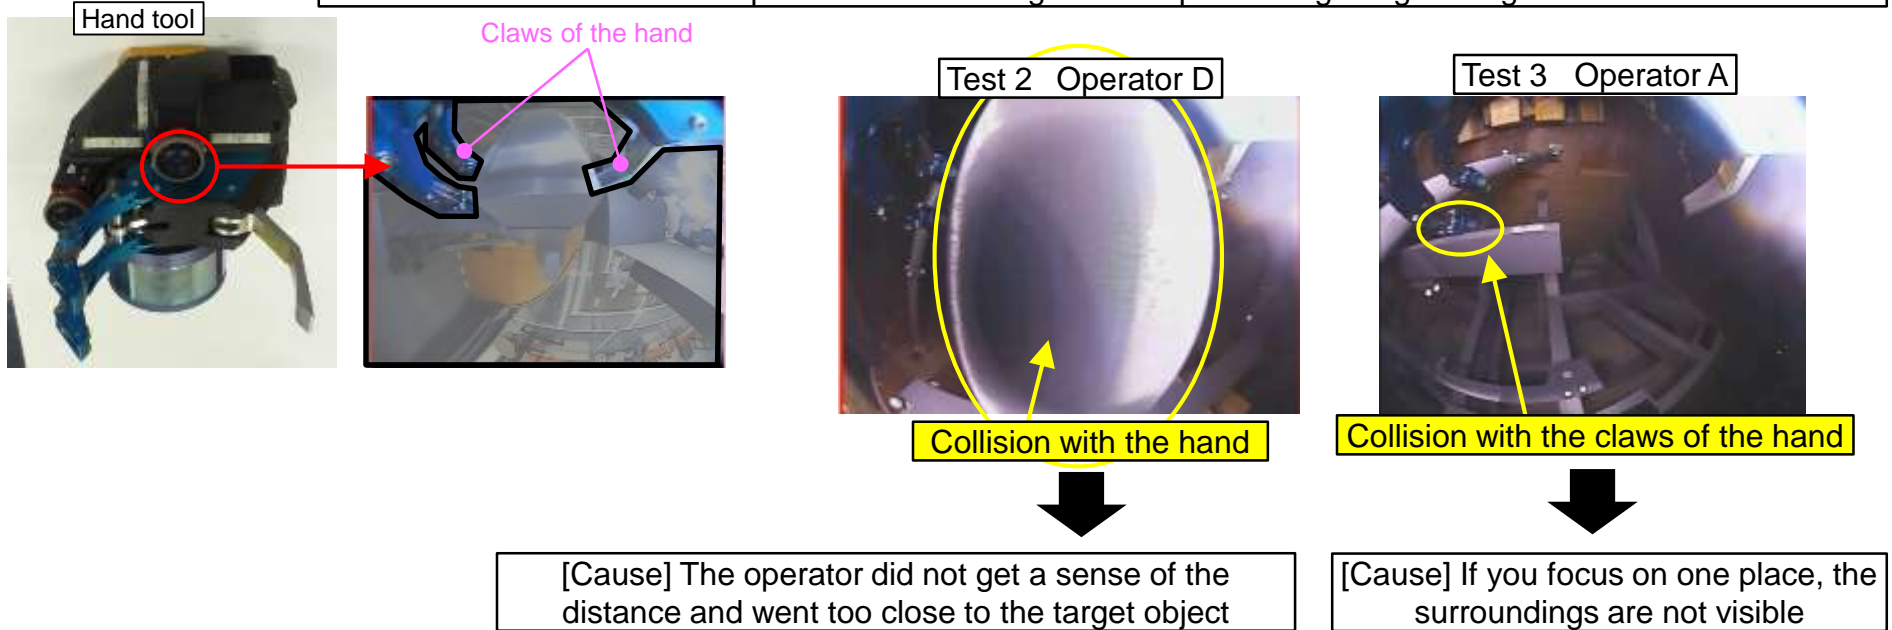 Hand tool
Claws of the hand
Test 2 Operator D
Test 3 Operator A
Collision with the hand
Collision with the claws of the hand
[Cause] The operator did not get a sense of the
distance and went too close to the target object
[Cause] If you focus on one place, the
surroundings are not visible